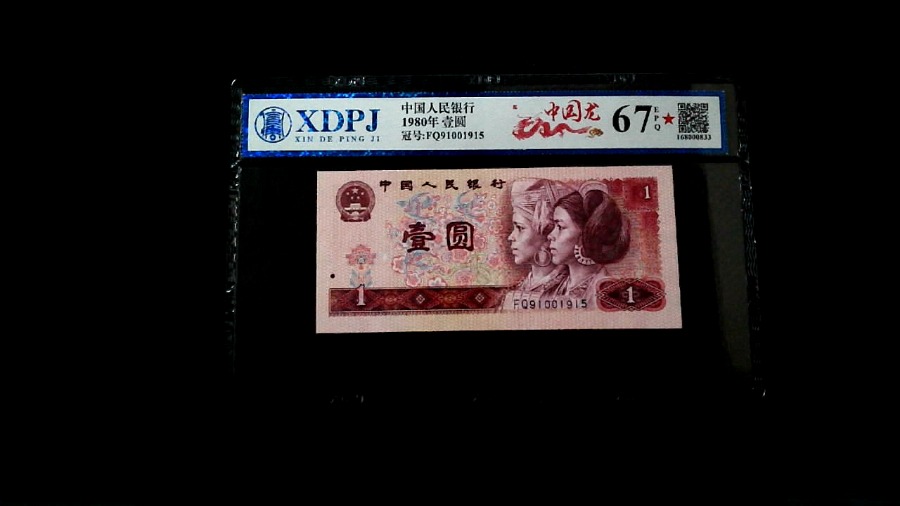 XDPJ
XIN DE PING JI
中国人民银行
1980年 壹圆
冠号:FQ91001915
中国龙
67
EPQ
168000833
中国人民银行
1
壹圆
1
FQ91001915
1